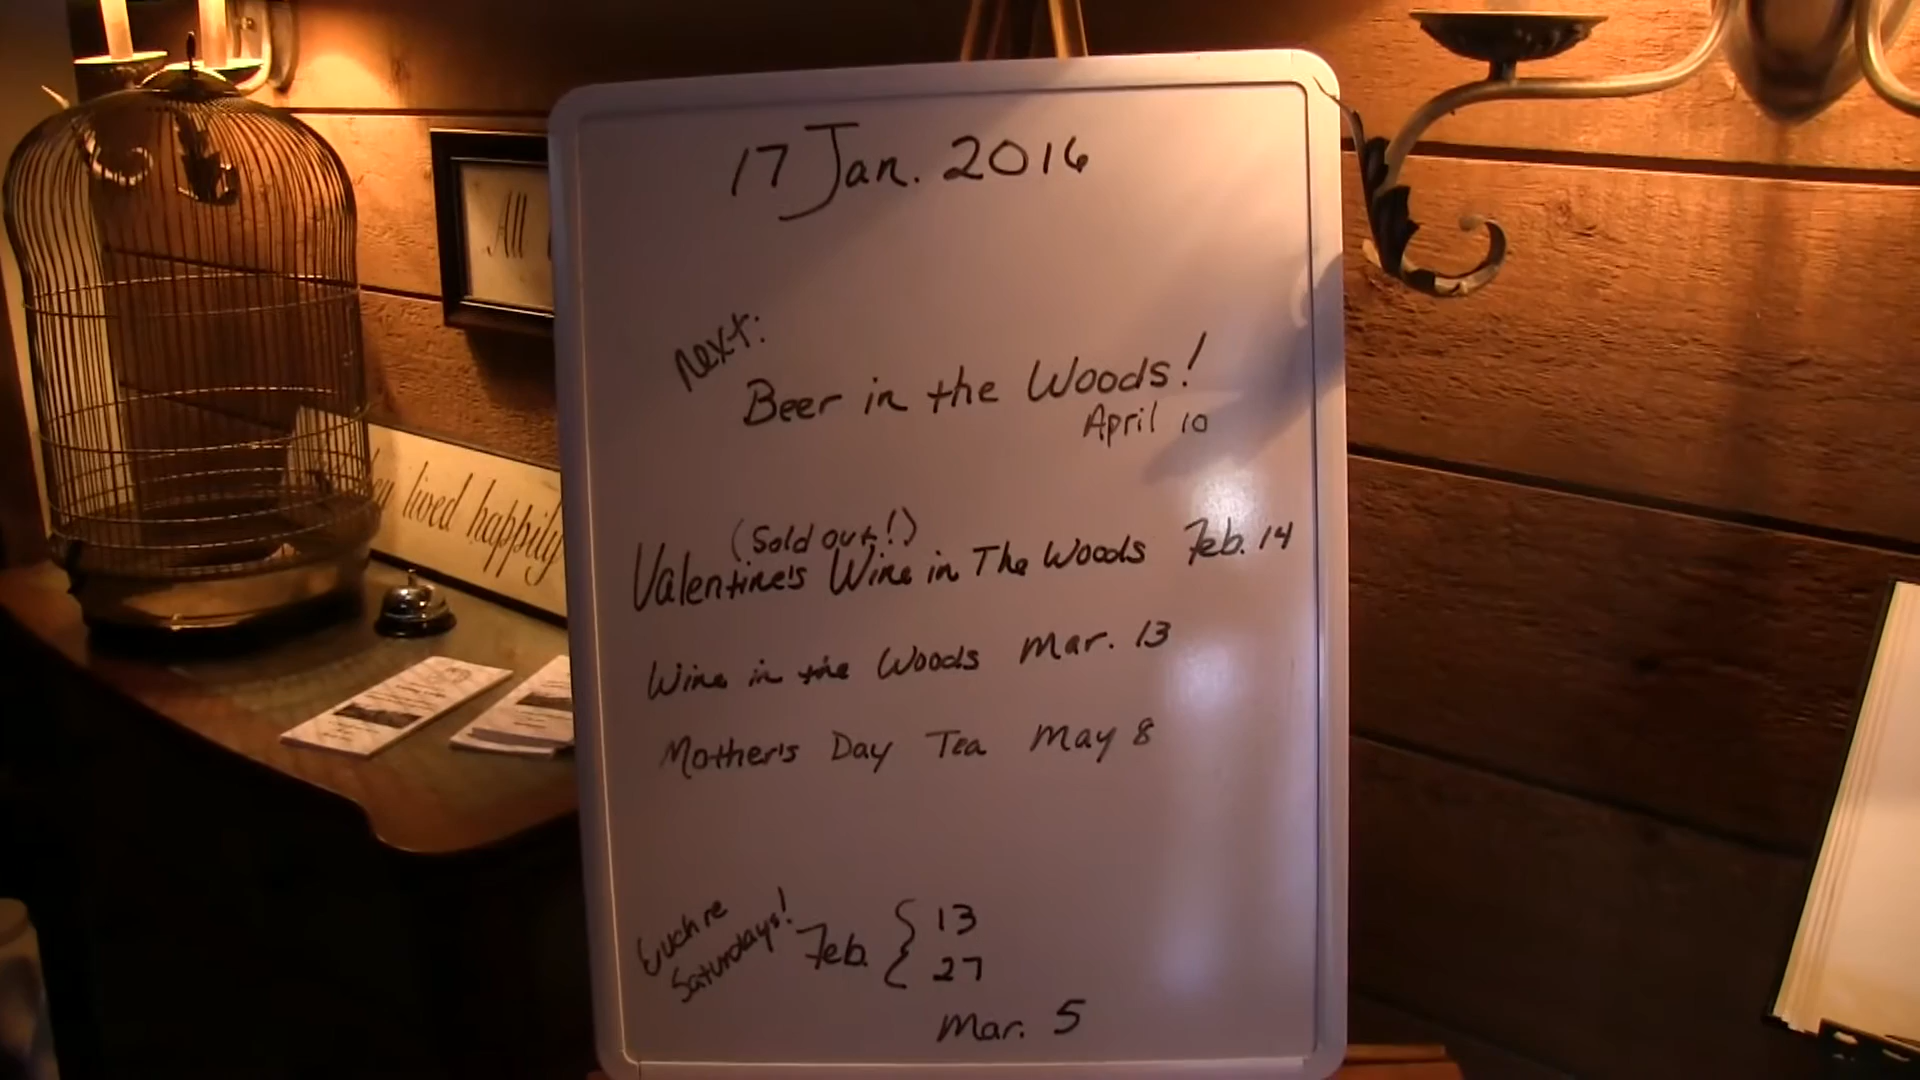 17 Jan. 2016
Next:
Beer in the Woods!
April 10
(Sold out!)
Valentine's Wine in The Woods Feb. 14
Wine in the Woods Mar. 13
Mother's Day Tea May 8
Euchre
Saturdays!
Feb. { 13
27
Mar. 5
All
lived happily